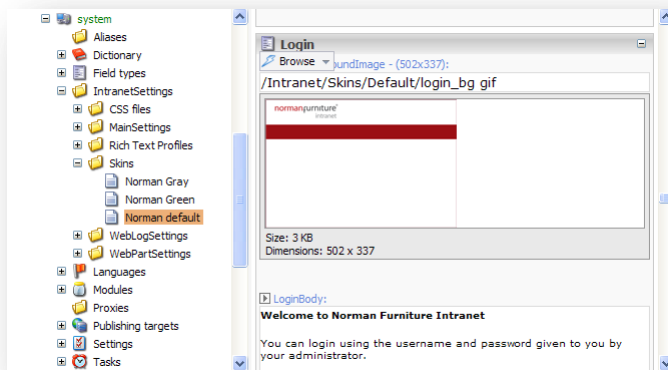 system
Aliases
Dictionary
Field types
IntranetSettings
CSS files
MainSettings
Rich Text Profiles
Skins
Norman Gray
Norman Green
Norman default
WebLogSettings
WebPartSettings
Languages
Modules
Proxies
Publishing targets
Settings
Tasks
Login
Browse
undImage - (502x337):
/Intranet/Skins/Default/login_bg gif
normanfurniture
intranet
Size: 3 KB
Dimensions: 502 x 337
LoginBody:
Welcome to Norman Furniture Intranet
You can login using the username and password given to you by
your administrator.